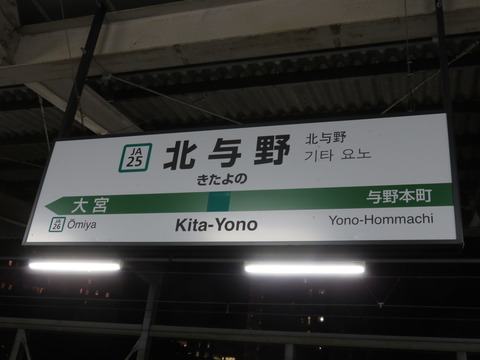 JA
25
北与野
北与野
기타 요노
きたよの
大宮
与野本町
JA
26
Ōmiya
Kita-Yono
Yono-Hommachi